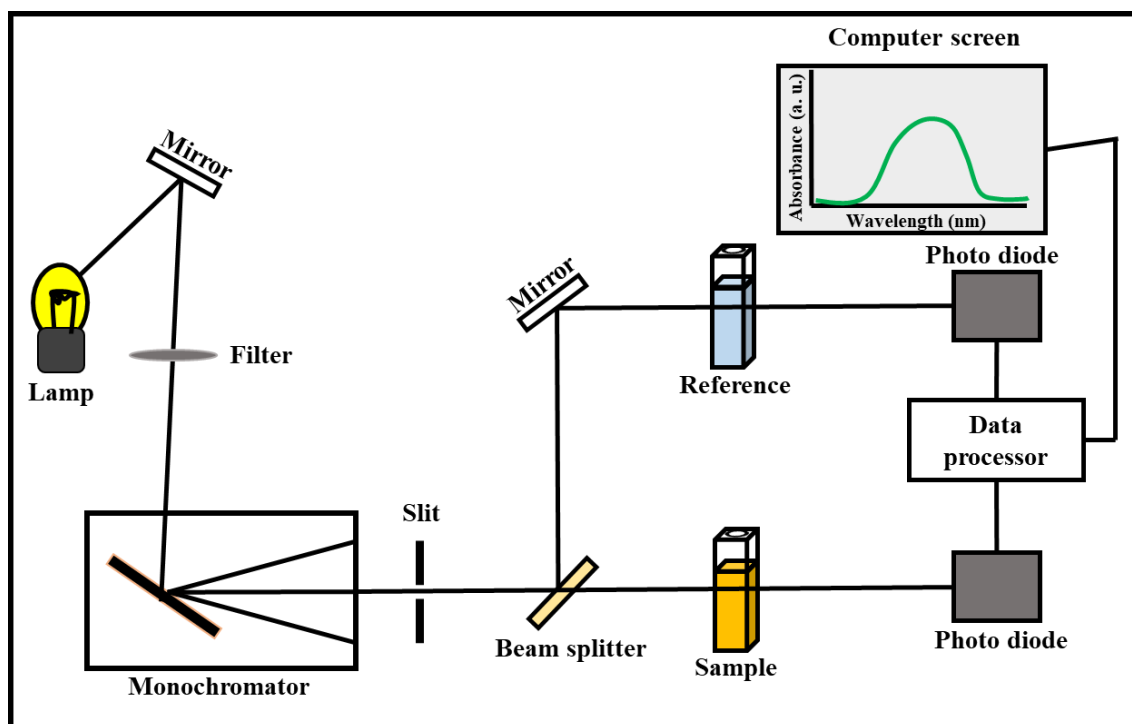 Computer screen
Absorbance (a. u.)
Wavelength (nm)
Mirror
Lamp
Filter
Mirror
Reference
Photo diode
Data
processor
Slit
Monochromator
Beam splitter
Sample
Photo diode